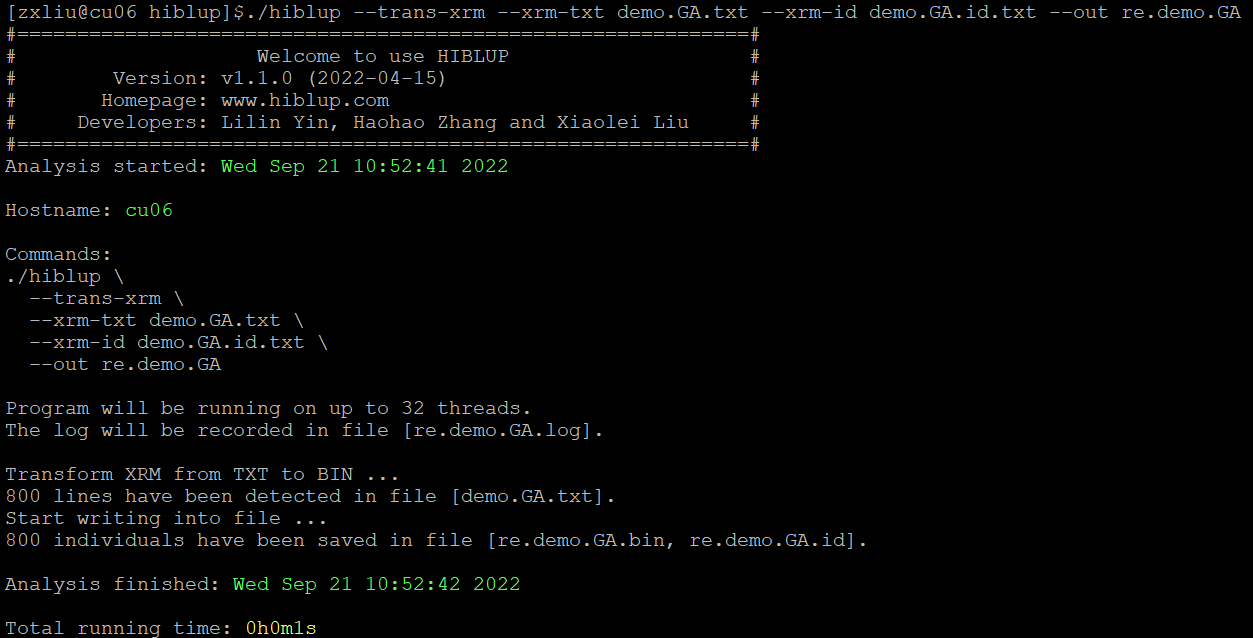 [zxliu@cu06 hiblup]$./hiblup --trans-xrm --xrm-txt demo.GA.txt --xrm-id demo.GA.id.txt --out re.demo.GA
#=============================================================#
# Welcome to use HIBLUP #
# Version: v1.1.0 (2022-04-15) #
# Homepage: www.hiblup.com #
# Developers: Lilin Yin, Haohao Zhang and Xiaolei Liu #
#=============================================================#
Analysis started: Wed Sep 21 10:52:41 2022
Hostname: cu06
Commands:
./hiblup \
--trans-xrm \
--xrm-txt demo.GA.txt \
--xrm-id demo.GA.id.txt \
--out re.demo.GA
Program will be running on up to 32 threads.
The log will be recorded in file [re.demo.GA.log].
Transform XRM from TXT to BIN ...
800 lines have been detected in file [demo.GA.txt].
Start writing into file ...
800 individuals have been saved in file [re.demo.GA.bin, re.demo.GA.id].
Analysis finished: Wed Sep 21 10:52:42 2022
Total running time: 0h0m1s